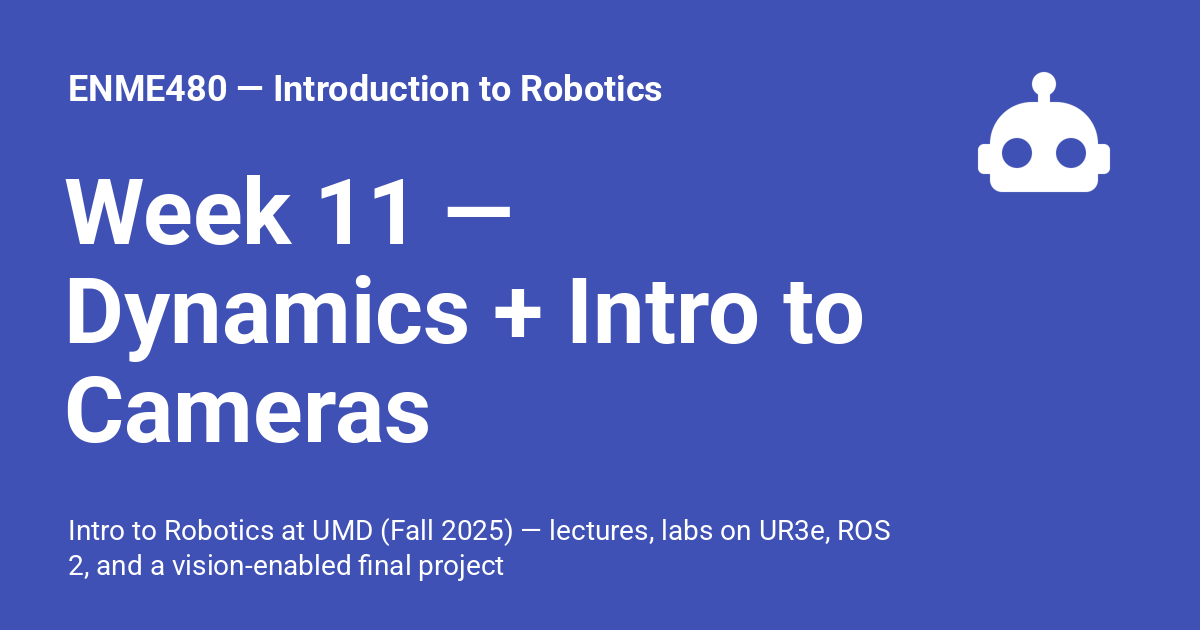 ENME480 — Introduction to Robotics
Week 11 —
Dynamics + Intro to
Cameras
Intro to Robotics at UMD (Fall 2025) — lectures, labs on UR3e, ROS
2, and a vision-enabled final project